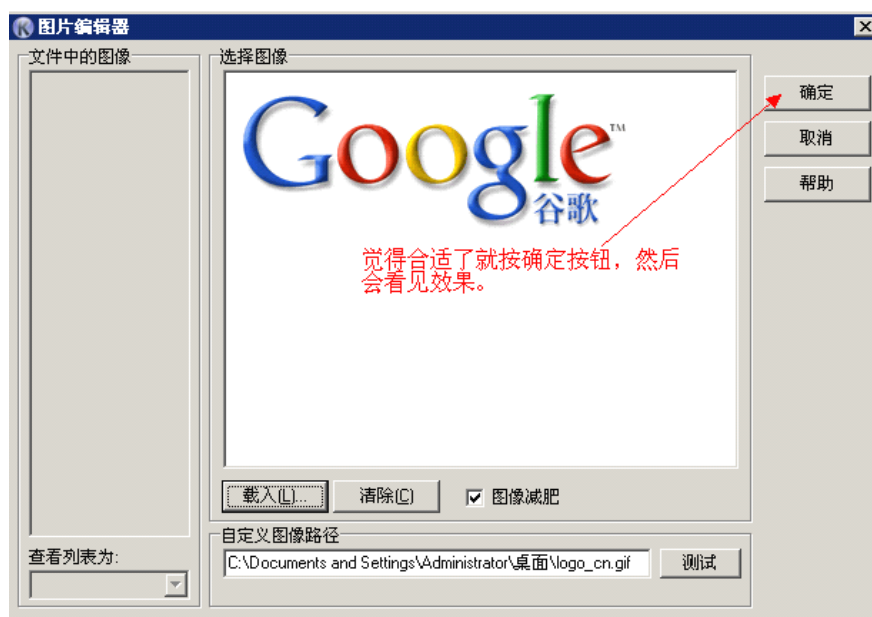 图片编辑器
文件中的图像
选择图像
Google™
谷歌
觉得合适了就按确定按钮，然后
会看见效果。
确定
取消
帮助
载入(L)...
清除(C)
图像减肥
自定义图像路径
C:\Documents and Settings\Administrator\桌面\logo_cn.gif
测试
查看列表为: